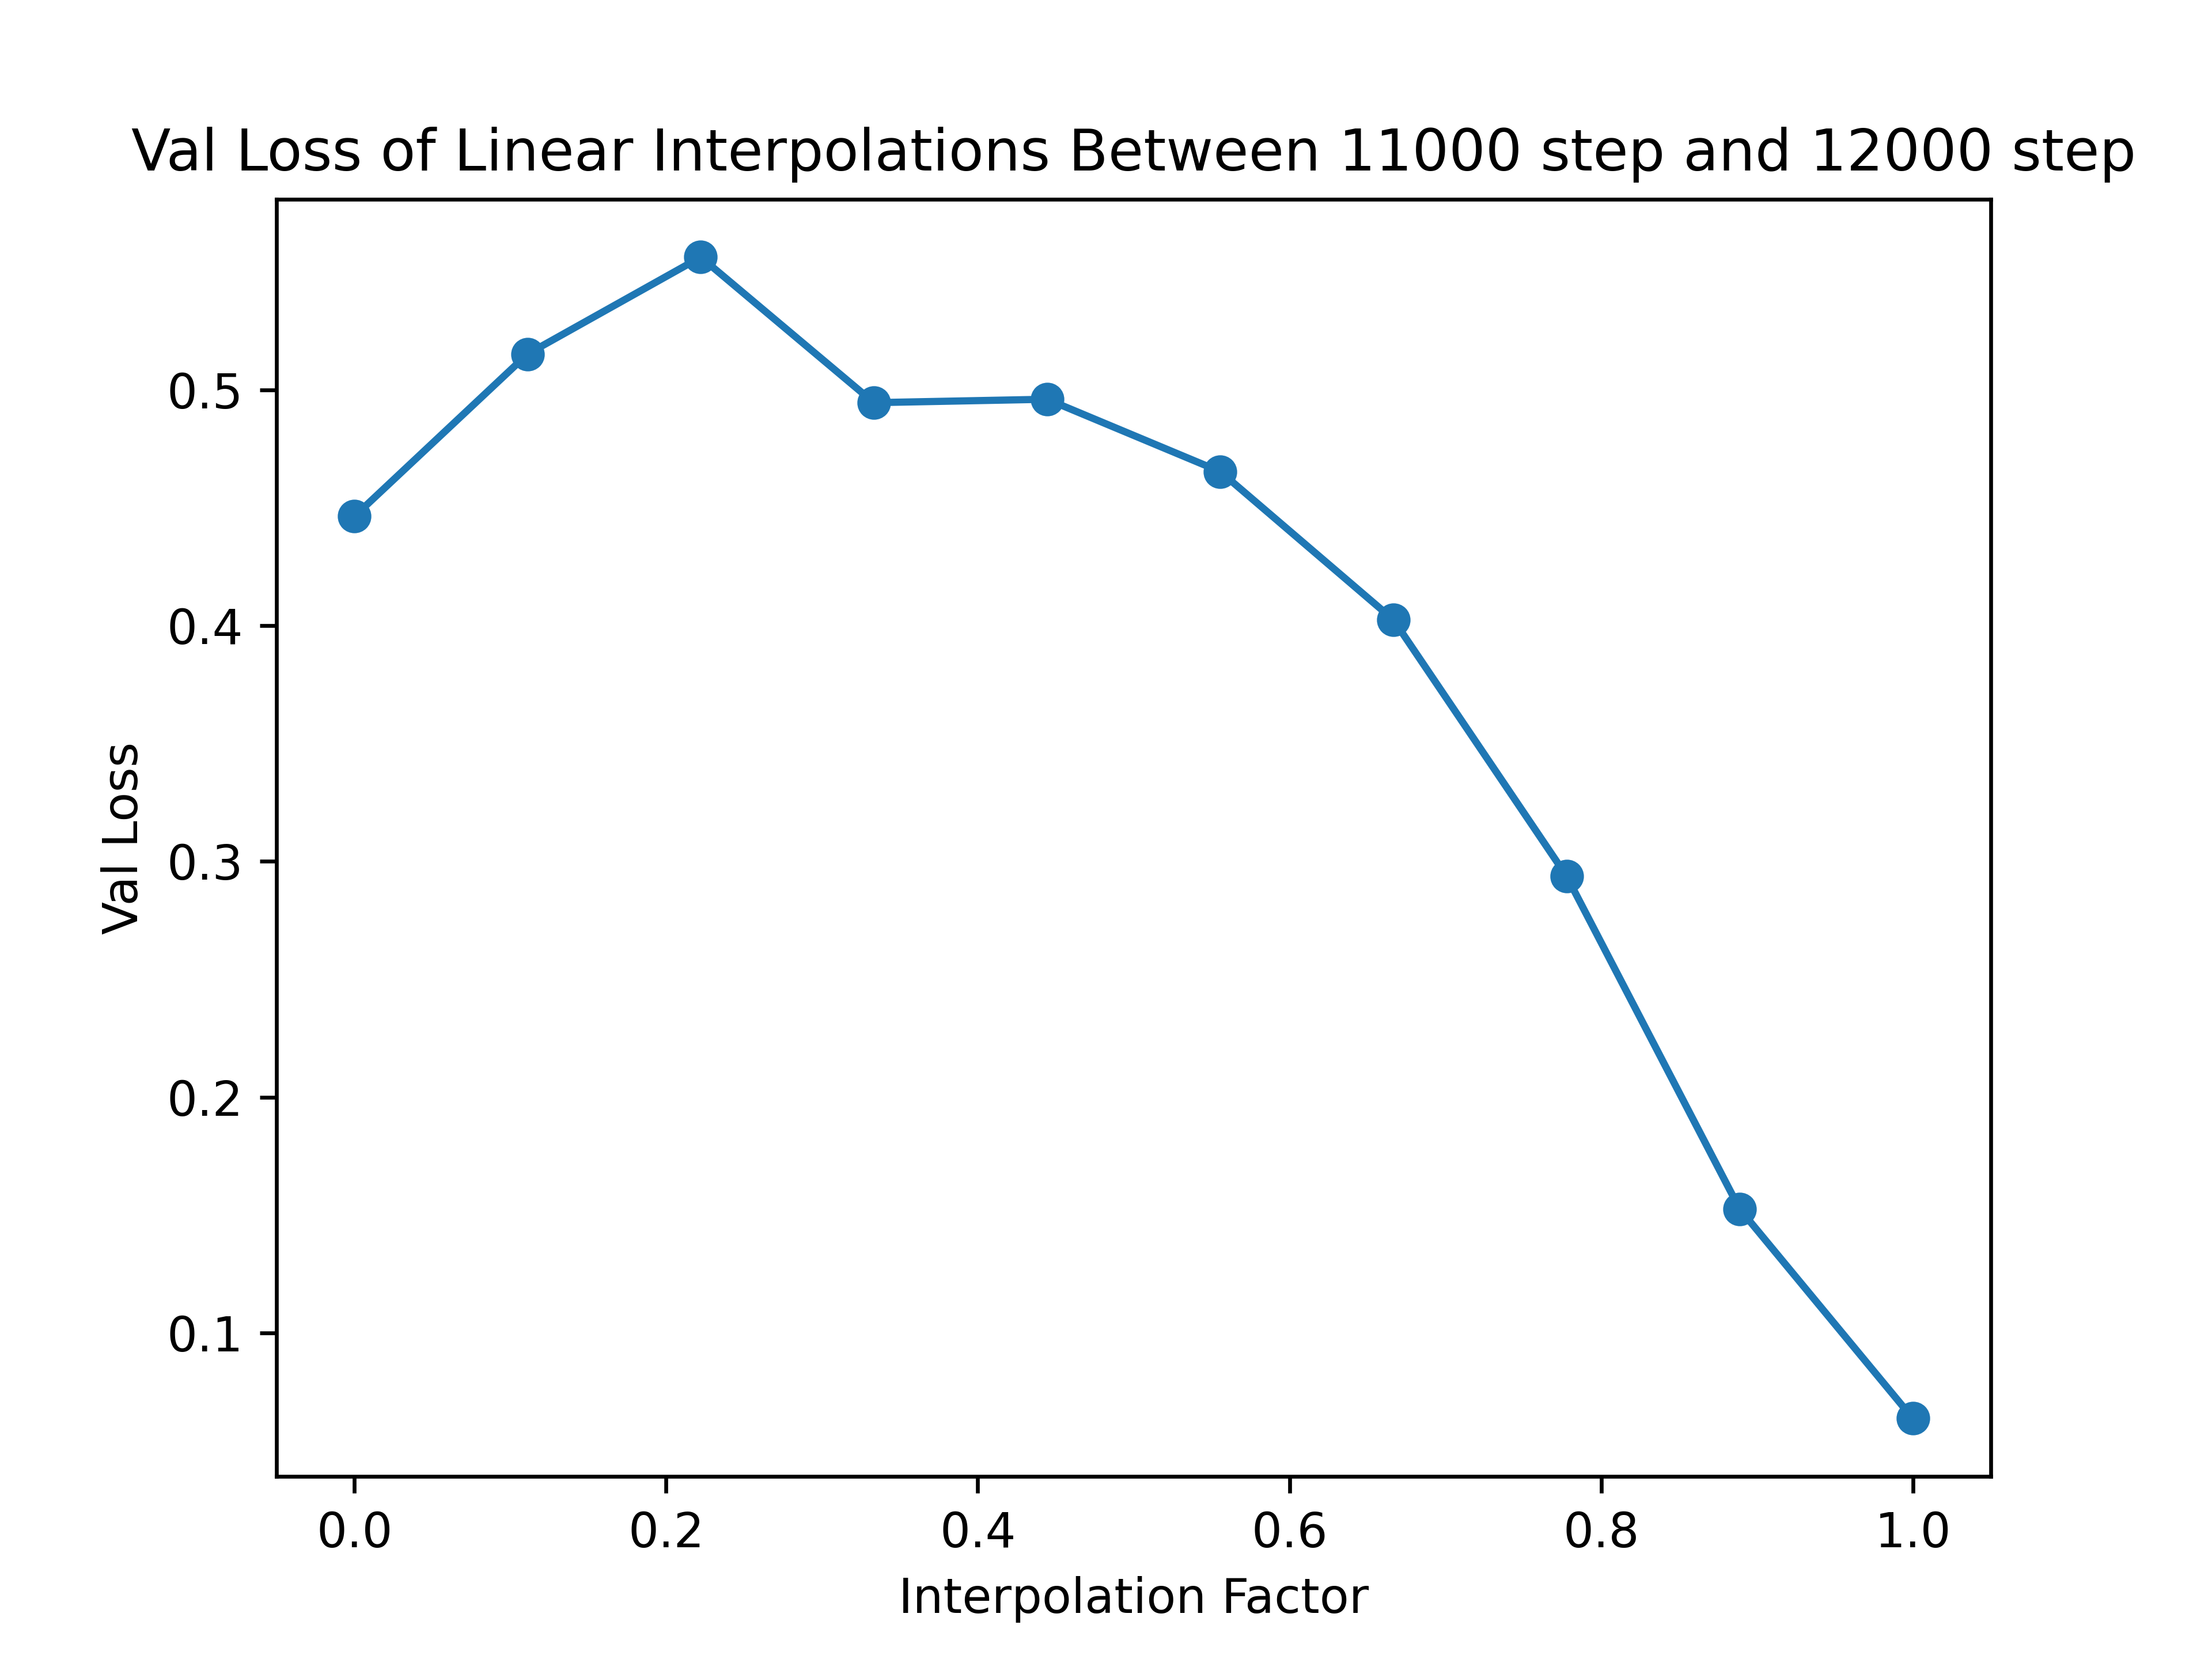 Val Loss of Linear Interpolations Between 11000 step and 12000 step
Val Loss
0.5
0.4
0.3
0.2
0.1
0.0 0.2 0.4 0.6 0.8 1.0
Interpolation Factor